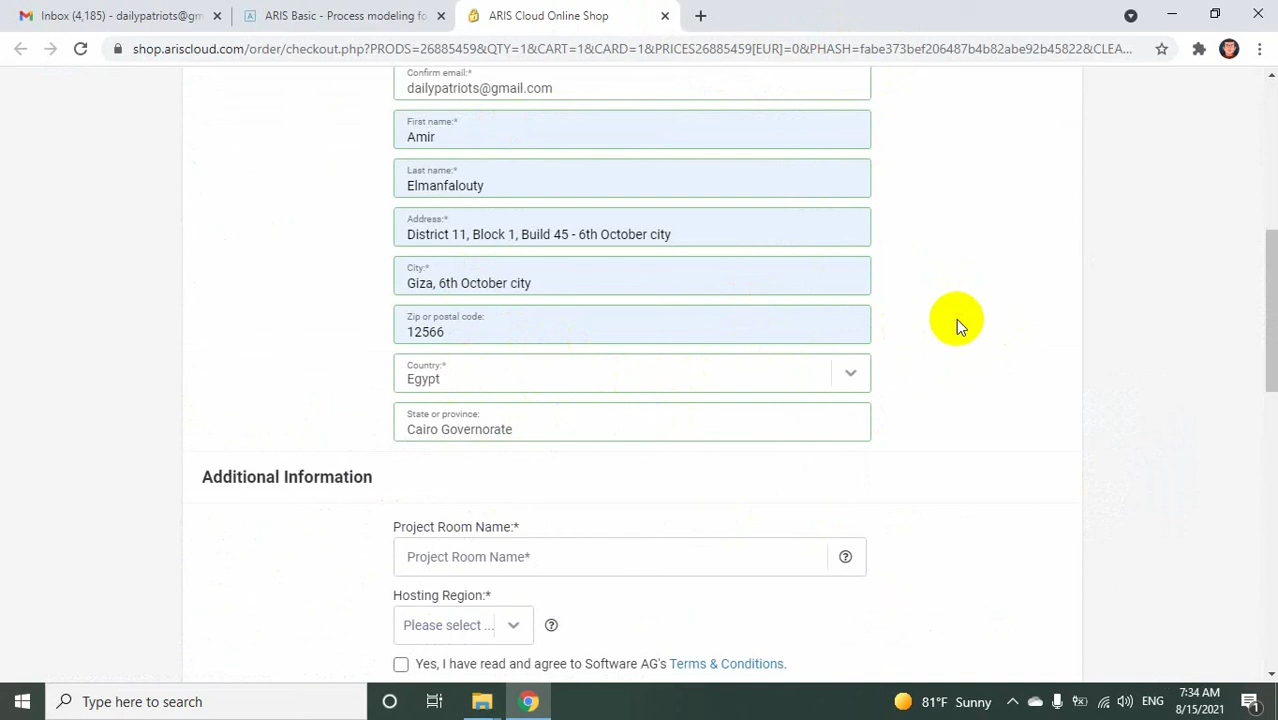 Inbox (4,185) - dailypatriots@gm
ARIS Basic - Process modeling fo
ARIS Cloud Online Shop
shop.ariscloud.com/order/checkout.php?PRODS=26885459&QTY=1&CART=1&CARD=1&PRICES26885459[EUR]=0&PHASH=fabe373bef206487b4b82abe92b45822&CLEA...
Confirm email:*
dailypatriots@gmail.com
First name:*
Amir
Last name:*
Elmanfalouty
Address:*
District 11, Block 1, Build 45 - 6th October city
City:*
Giza, 6th October city
Zip or postal code:
12566
Country:*
Egypt
State or province:
Cairo Governorate
Additional Information
Project Room Name:*
Project Room Name*
Hosting Region:*
Please select ...
Yes, I have read and agree to Software AG's Terms & Conditions.
Type here to search
81°F Sunny
ENG
7:34 AM
8/15/2021
1